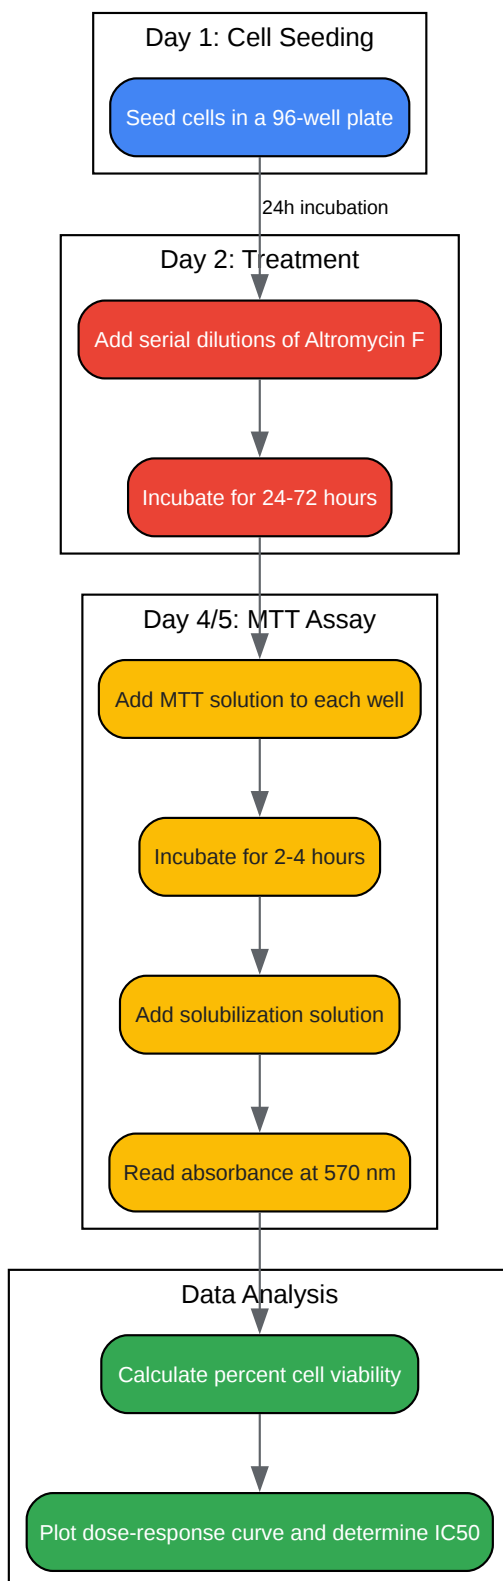 Day 1: Cell Seeding
Seed cells in a 96-well plate
24h incubation
Day 2: Treatment
Add serial dilutions of Altromycin F
Incubate for 24-72 hours
Day 4/5: MTT Assay
Add MTT solution to each well
Incubate for 2-4 hours
Add solubilization solution
Read absorbance at 570 nm
Data Analysis
Calculate percent cell viability
Plot dose-response curve and determine IC50